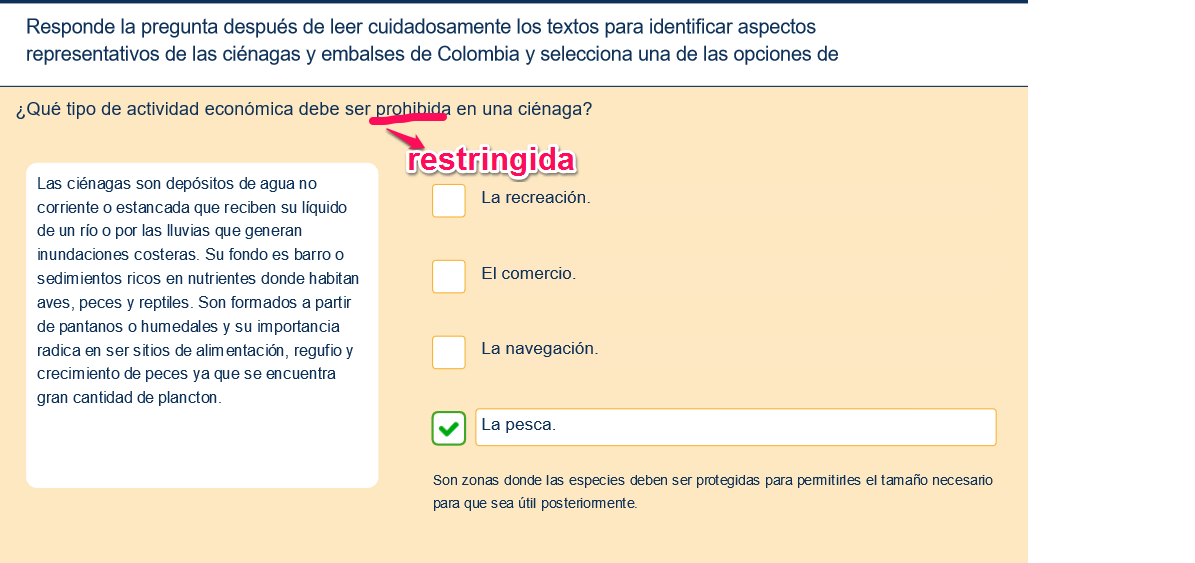 Responde la pregunta después de leer cuidadosamente los textos para identificar aspectos
representativos de las ciénagas y embalses de Colombia y selecciona una de las opciones de
¿Qué tipo de actividad económica debe ser prohibida en una ciénaga?
restringida
Las ciénagas son depósitos de agua no
corriente o estancada que reciben su líquido
de un río o por las lluvias que generan
inundaciones costeras. Su fondo es barro o
sedimientos ricos en nutrientes donde habitan
aves, peces y reptiles. Son formados a partir
de pantanos o humedales y su importancia
radica en ser sitios de alimentación, regufio y
crecimiento de peces ya que se encuentra
gran cantidad de plancton.
La recreación.
El comercio.
La navegación.
La pesca.
Son zonas donde las especies deben ser protegidas para permitirles el tamaño necesario
para que sea útil posteriormente.